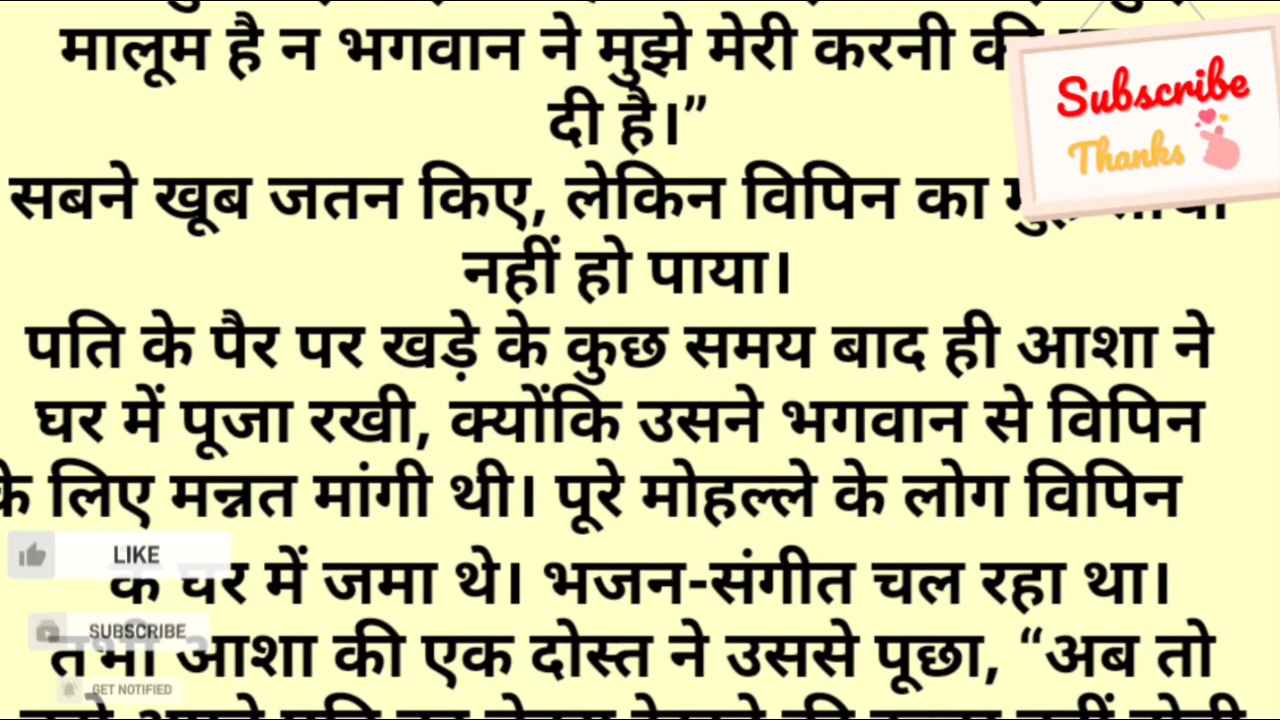 मालूम है न भगवान ने मुझे मेरी करनी की
दी है।”
सबने खूब जतन किए, लेकिन विपिन का
नहीं हो पाया।
पति के पैर पर खड़े के कुछ समय बाद ही आशा ने
घर में पूजा रखी, क्योंकि उसने भगवान से विपिन
के लिए मन्नत मांगी थी। पूरे मोहल्ले के लोग विपिन
के घर में जमा थे। भजन-संगीत चल रहा था।
तभी आशा की एक दोस्त ने उससे पूछा, “अब तो
Subscribe
Thanks
LIKE
SUBSCRIBE
GET NOTIFIED